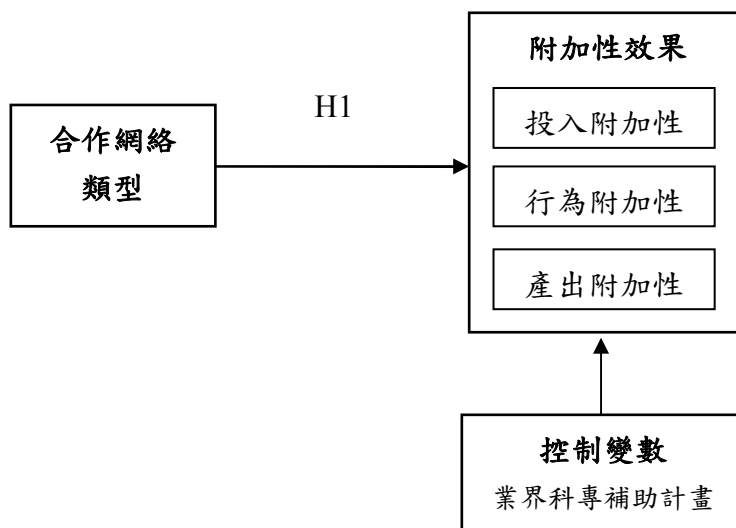 合作網絡
類型
H1
附加性效果
投入附加性
行為附加性
產出附加性
控制變數
業界科專補助計畫